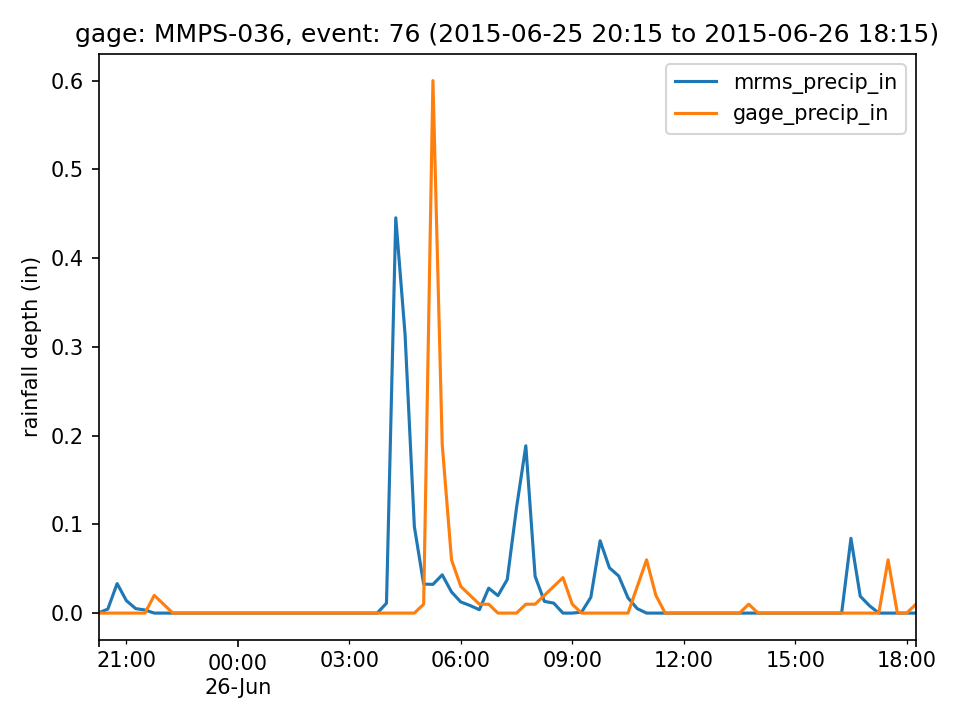 gage: MMPS-036, event: 76 (2015-06-25 20:15 to 2015-06-26 18:15)
mrms_precip_in
gage_precip_in
rainfall depth (in)
0.6
0.5
0.4
0.3
0.2
0.1
0.0
21:00 00:00 03:00 06:00 09:00 12:00 15:00 18:00
26-Jun